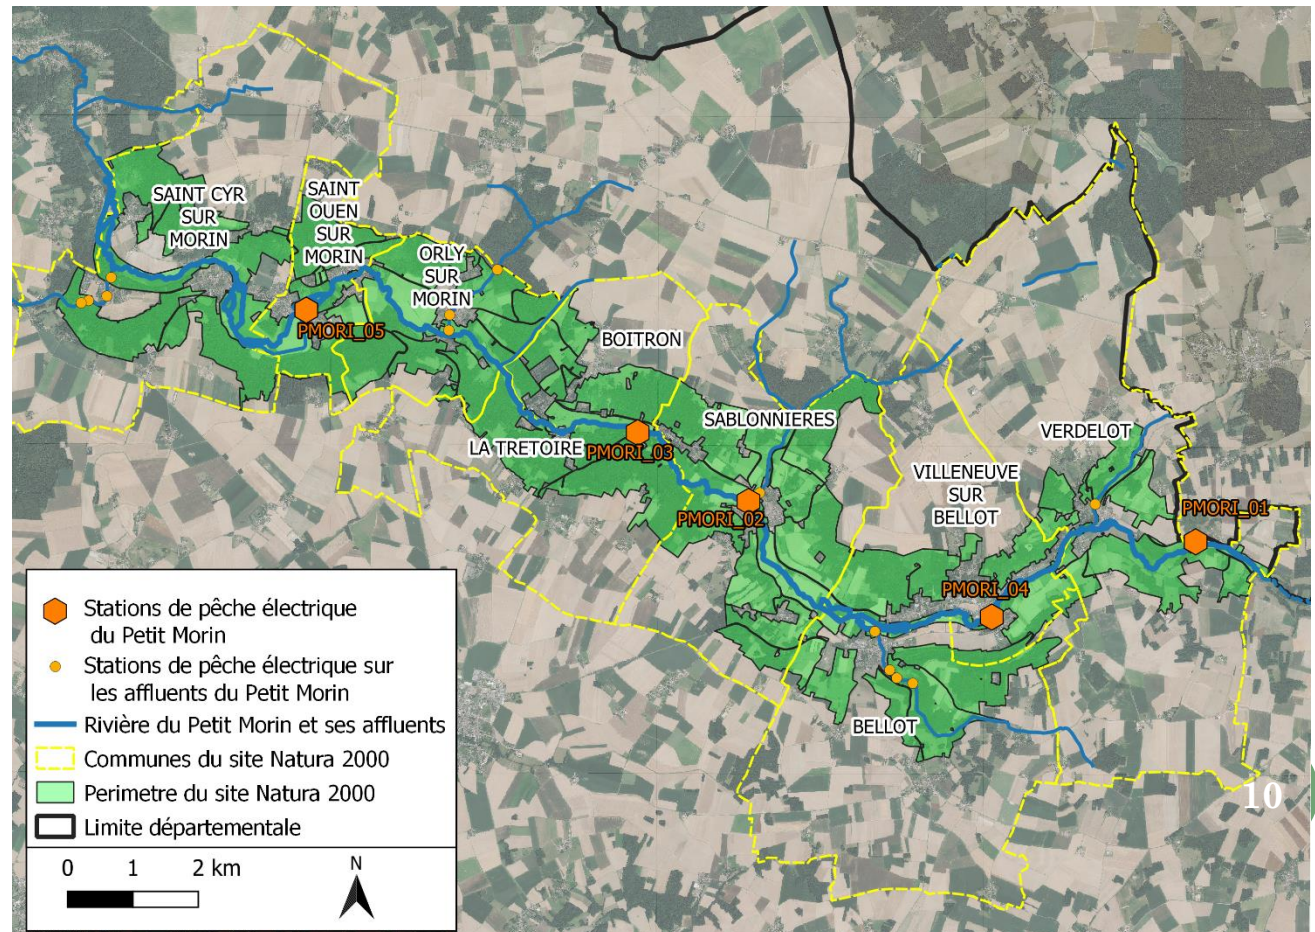 SAINT CYR
SUR
MORIN
SAINT
OUEN
SUR
MORIN
ORLY
SUR
MORIN
PMORI_05
BOITRON
SABLONNIERES
LA TRETOIRE
PMORI_03
VERDELOT
VILLENEUVE
SUR
BELLOT
PMORI_02
PMORI_01
PMORI_04
BELLOT
Stations de pêche électrique
du Petit Morin
Stations de pêche électrique sur
les affluents du Petit Morin
Rivière du Petit Morin et ses affluents
Communes du site Natura 2000
Perimetre du site Natura 2000
Limite départementale
0 1 2 km
N
10